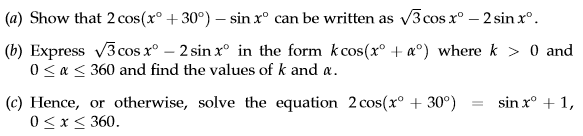 (a) Show that 2 cos(x° + 30°) − sin x° can be written as √3 cos x° − 2 sin x°.
(b) Express √3 cos x° − 2 sin x° in the form k cos(x° + α°) where k > 0 and
0 ≤ α ≤ 360 and find the values of k and α.
(c) Hence, or otherwise, solve the equation 2 cos(x° + 30°) = sin x° + 1,
0 ≤ x ≤ 360.